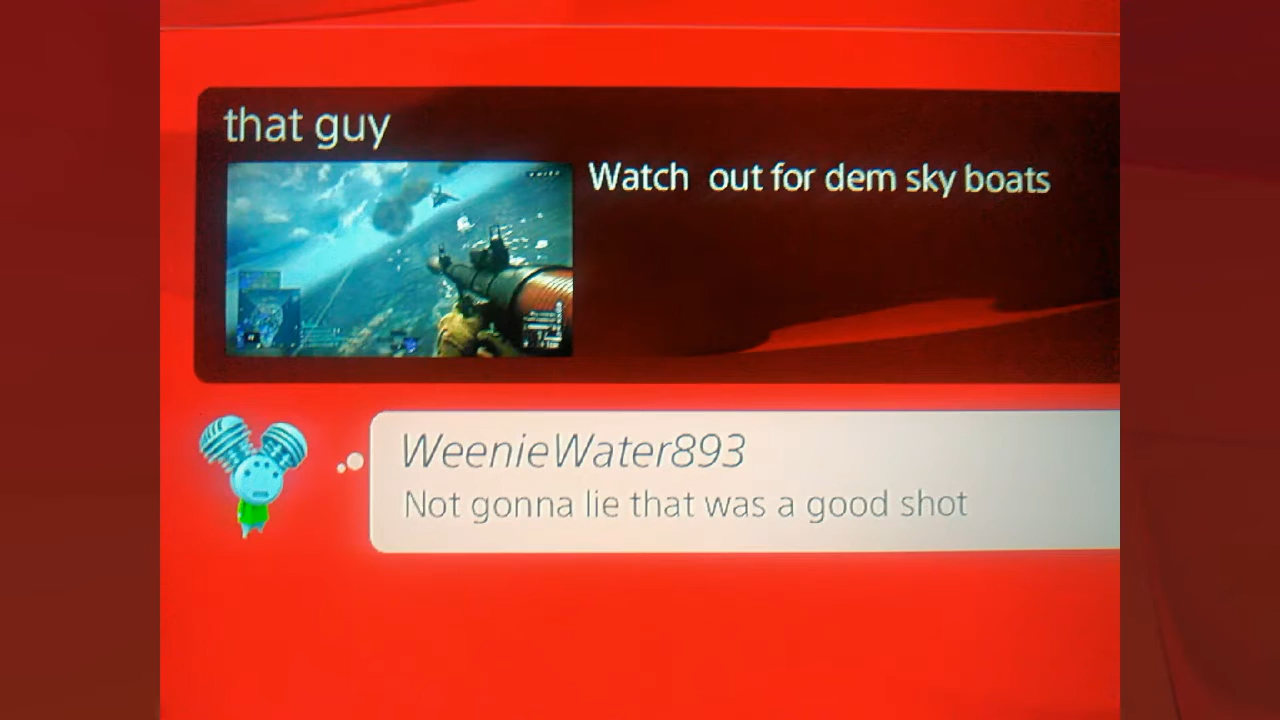 that guy
Watch out for dem sky boats
WeenieWater893
Not gonna lie that was a good shot